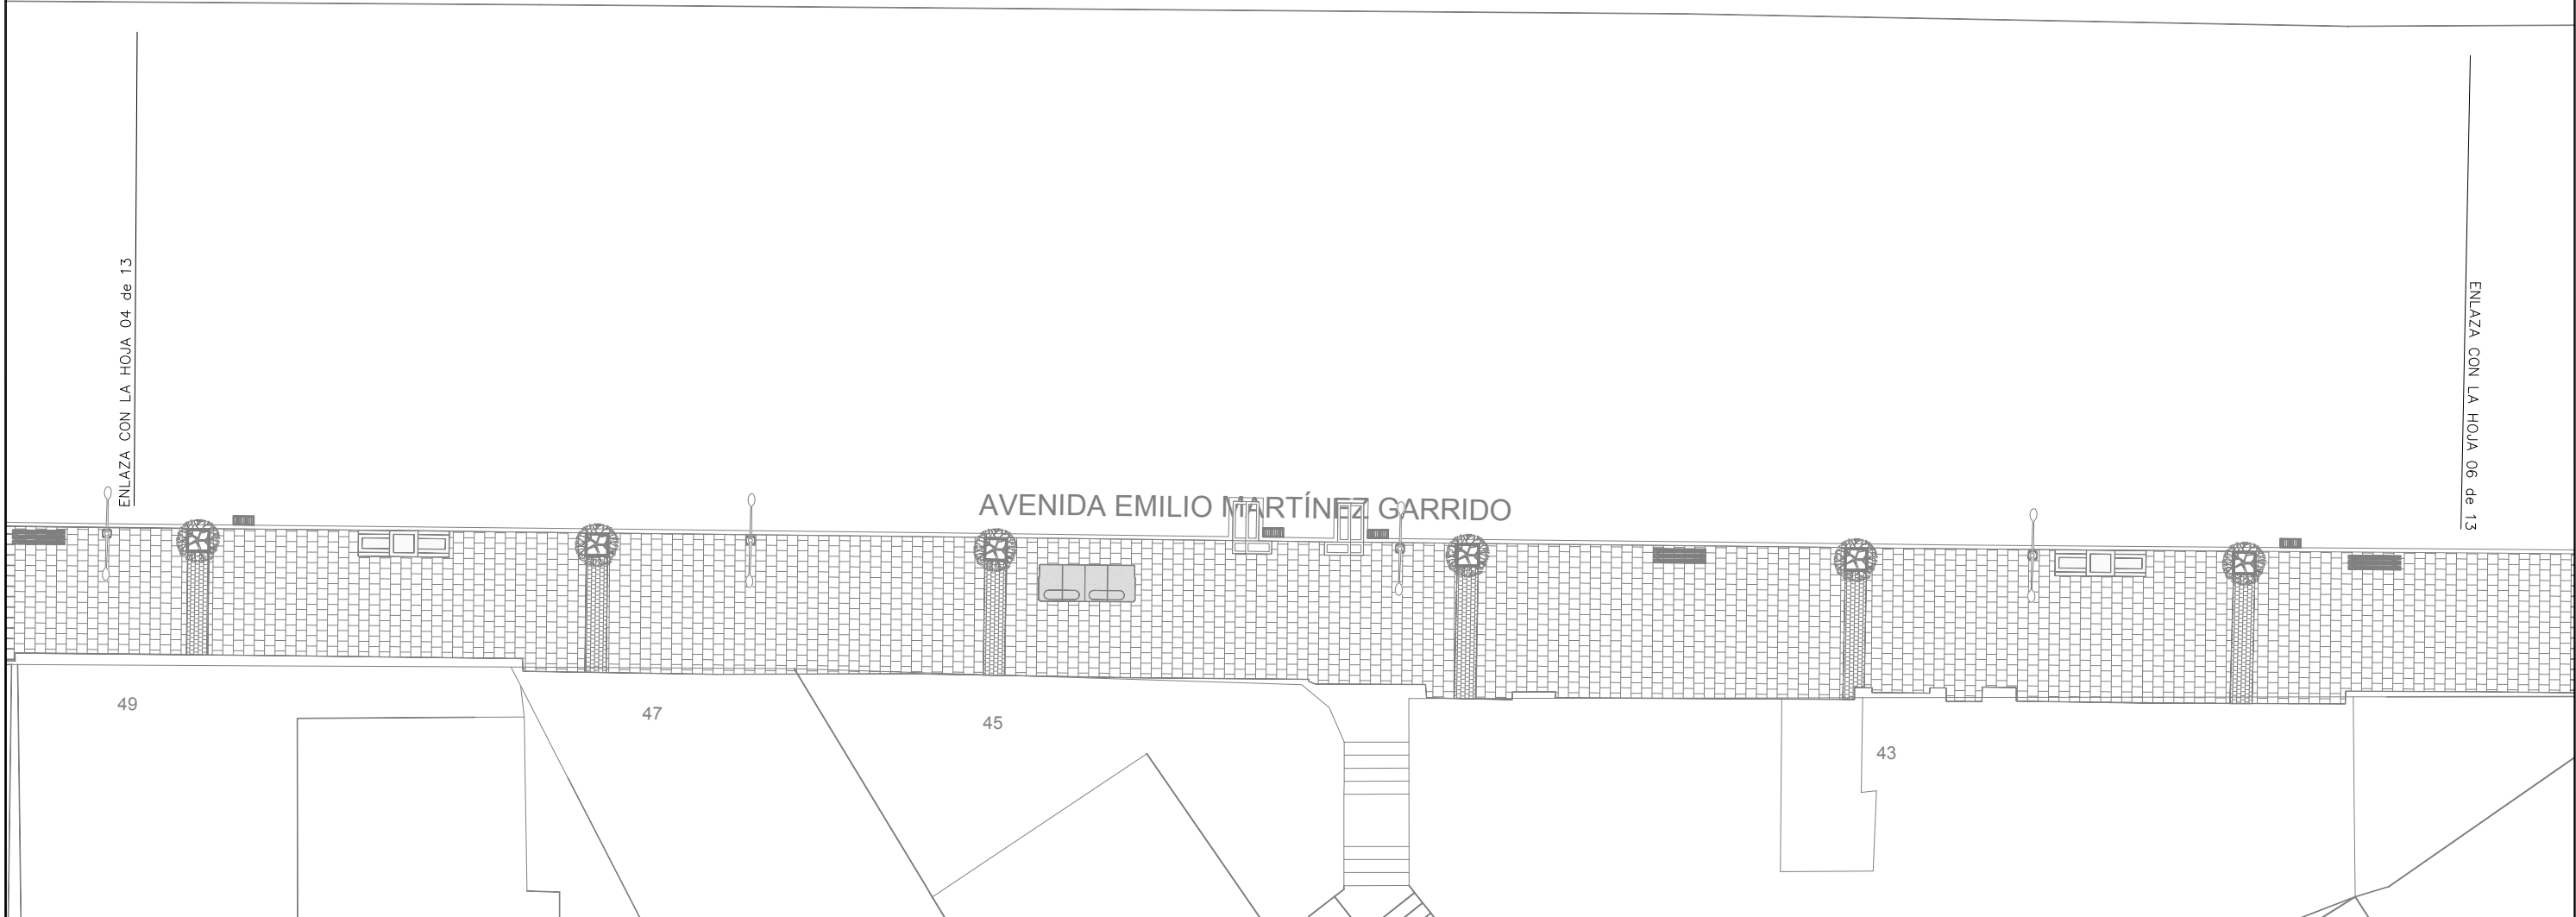 ENLAZA CON LA HOJA 04 de 13
AVENIDA EMILIO MARTÍNEZ GARRIDO
ENLAZA CON LA HOJA 06 de 13
49
47
45
43